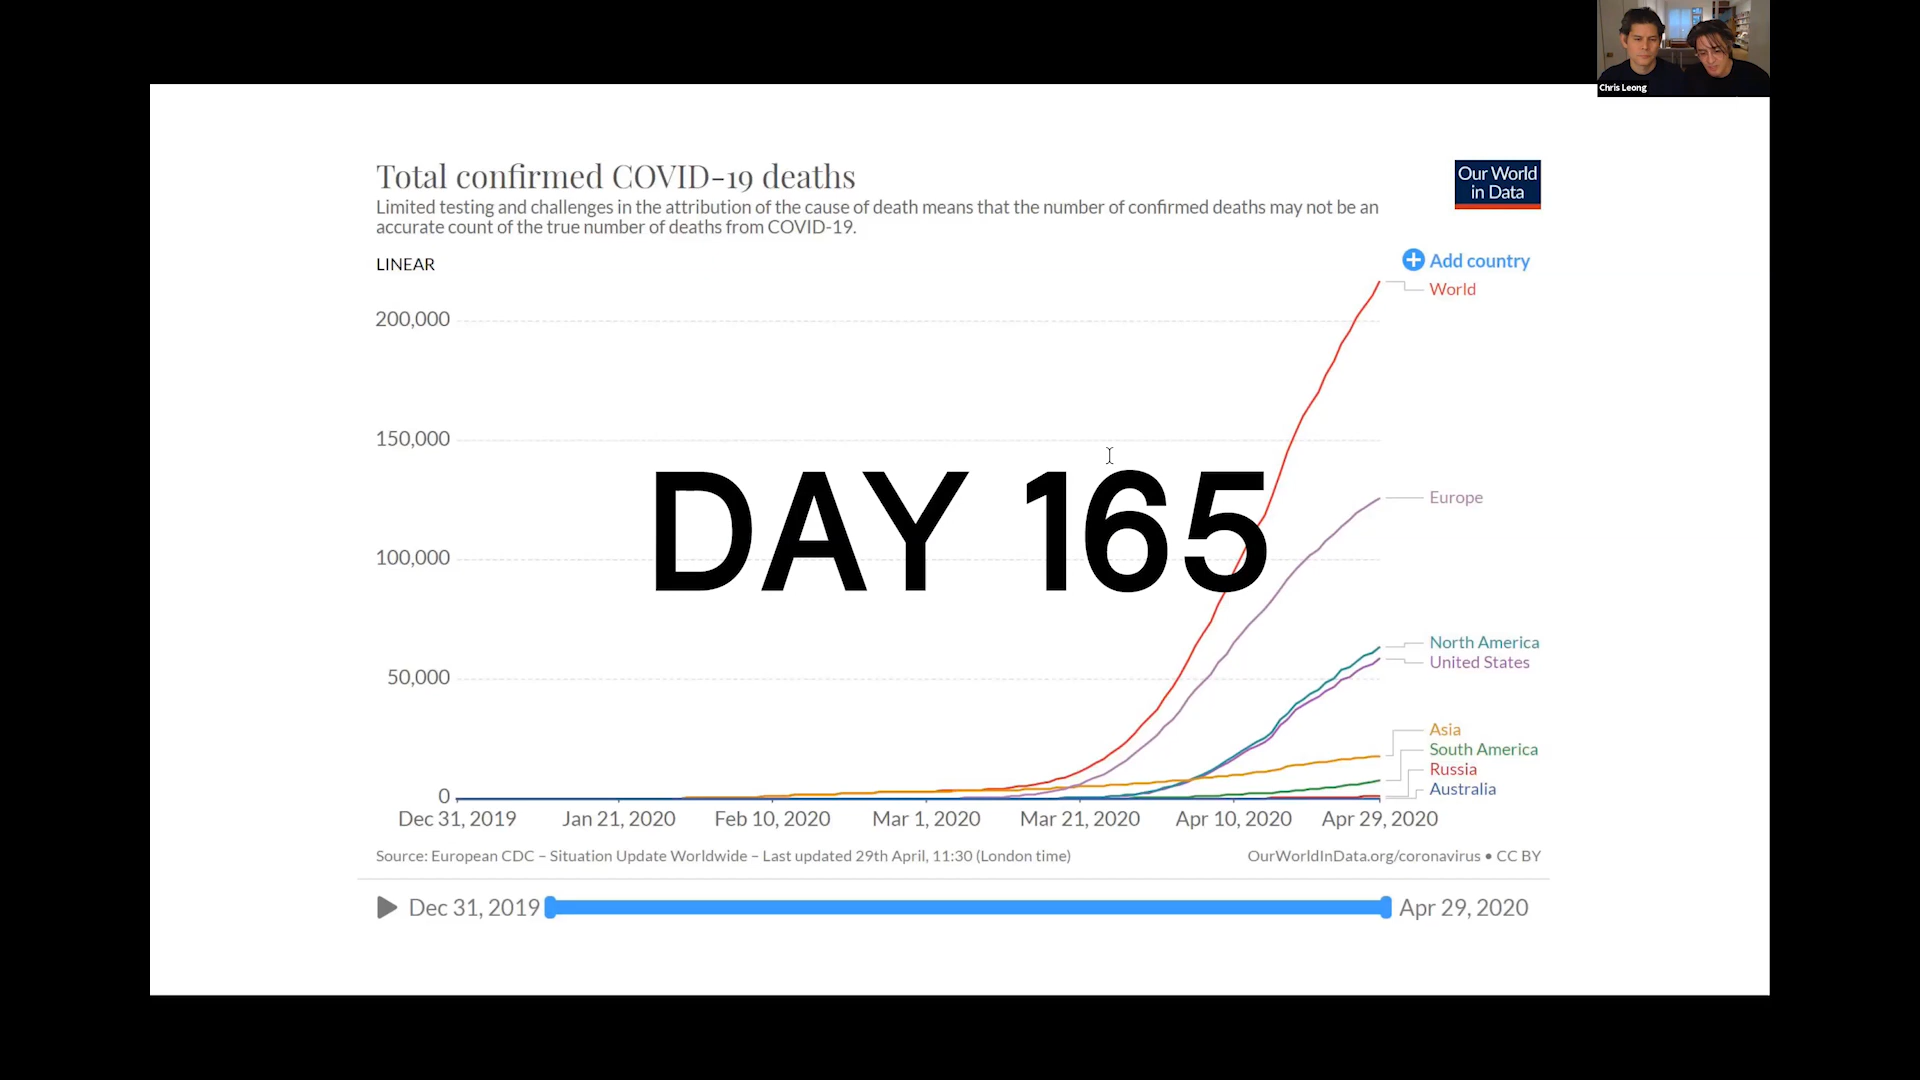 Chris Leong
Total confirmed COVID-19 deaths
Limited testing and challenges in the attribution of the cause of death means that the number of confirmed deaths may not be an
accurate count of the true number of deaths from COVID-19.
Our World
in Data
LINEAR
Add country
World
200,000
150,000
DAY 165
Europe
100,000
North America
United States
50,000
Asia
South America
Russia
Australia
0
Dec 31, 2019
Jan 21, 2020
Feb 10, 2020
Mar 1, 2020
Mar 21, 2020
Apr 10, 2020
Apr 29, 2020
Source: European CDC – Situation Update Worldwide – Last updated 29th April, 11:30 (London time)
OurWorldInData.org/coronavirus • CC BY
Dec 31, 2019
Apr 29, 2020